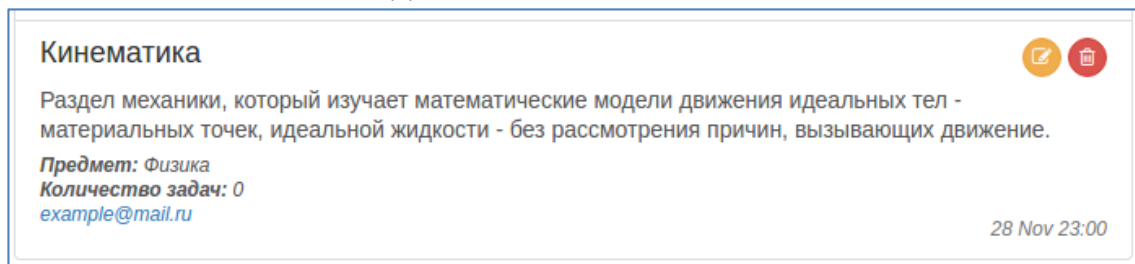 Кинематика
Раздел механики, который изучает математические модели движения идеальных тел -
материальных точек, идеальной жидкости - без рассмотрения причин, вызывающих движение.
Предмет: Физика
Количество задач: 0
example@mail.ru
28 Nov 23:00